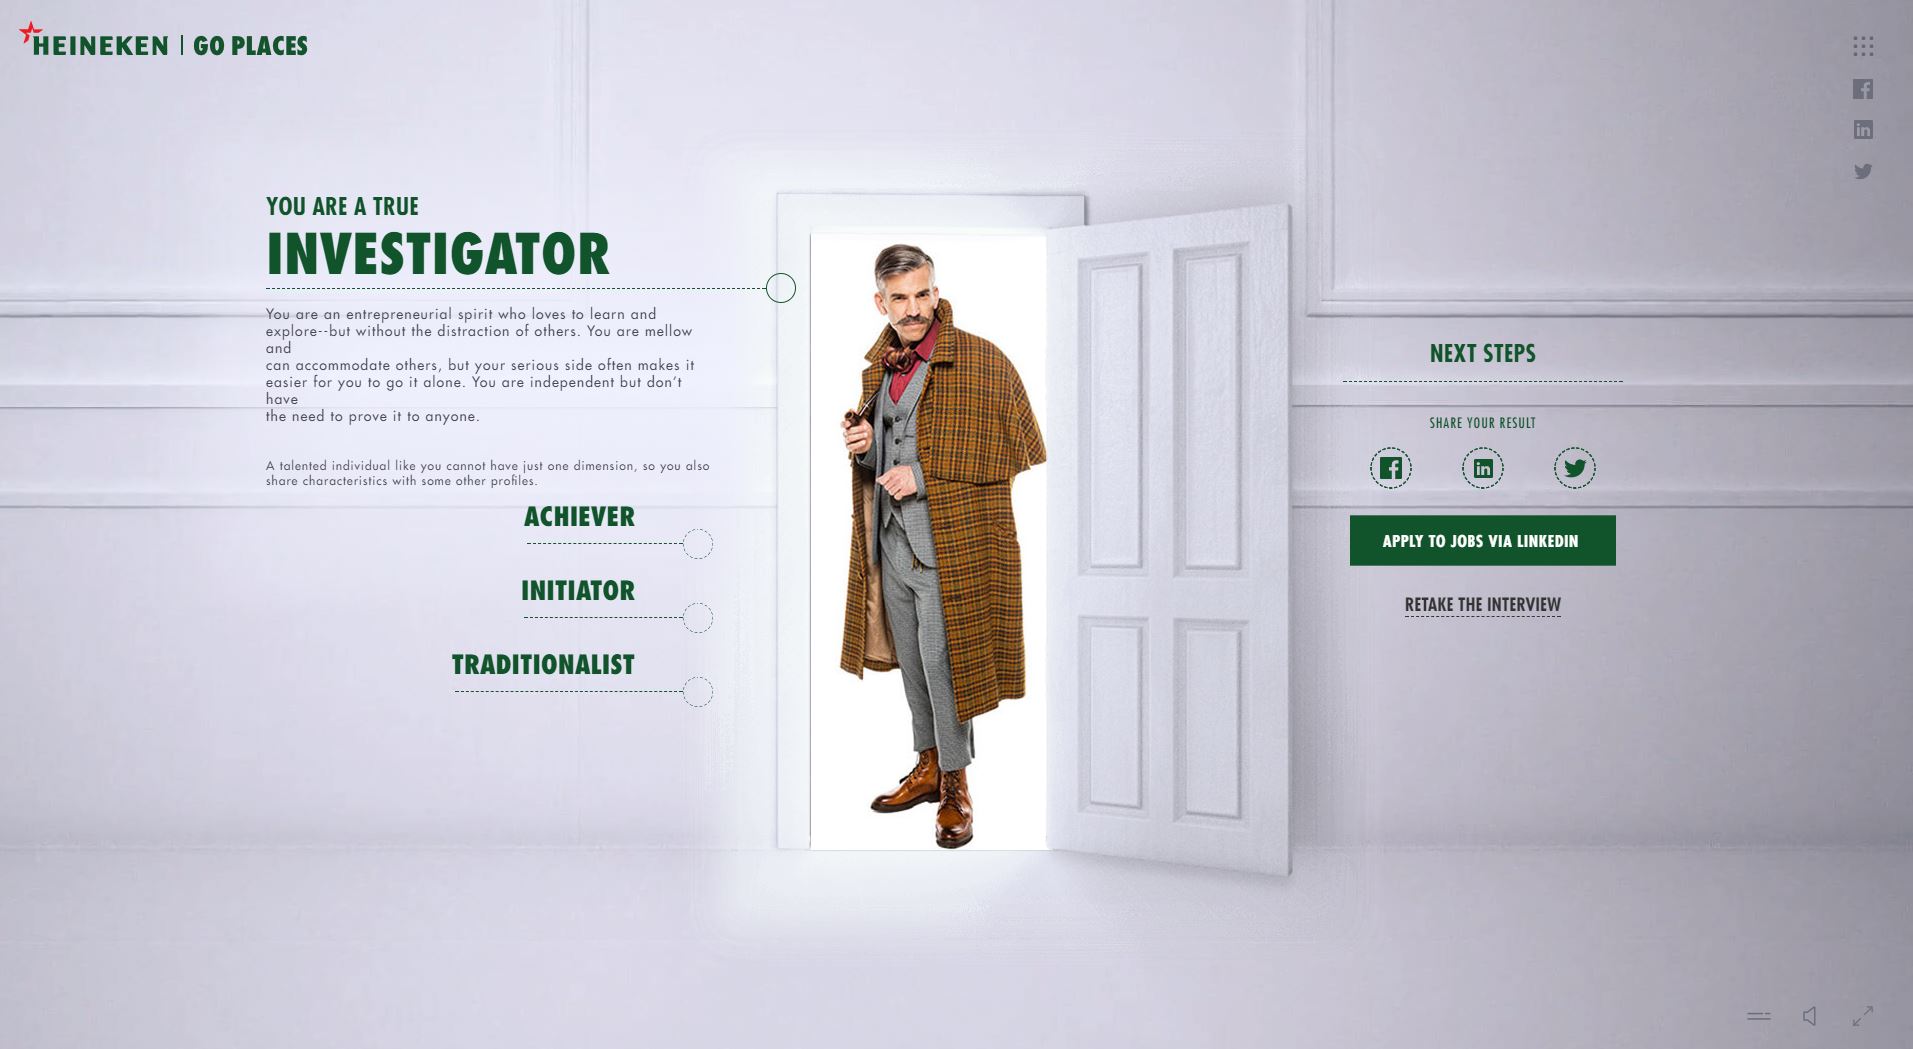 HEINEKEN | GO PLACES
YOU ARE A TRUE
INVESTIGATOR
You are an entrepreneurial spirit who loves to learn and
explore--but without the distraction of others. You are mellow
and
can accommodate others, but your serious side often makes it
easier for you to go it alone. You are independent but don't
have
the need to prove it to anyone.
A talented individual like you cannot have just one dimension, so you also
share characteristics with some other profiles.
ACHIEVER
INITIATOR
TRADITIONALIST
NEXT STEPS
SHARE YOUR RESULT
APPLY TO JOBS VIA LINKEDIN
RETAKE THE INTERVIEW